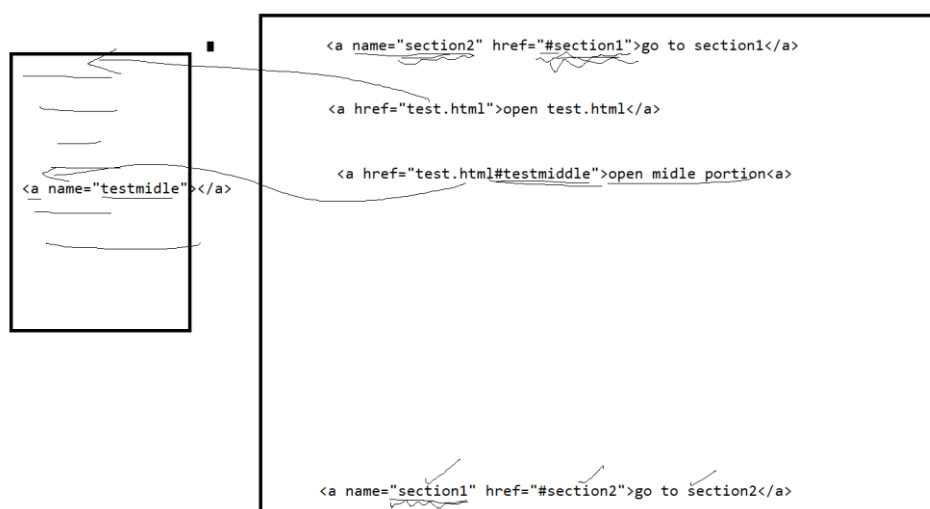 <a name="section2" href="#section1">go to section1</a>
<a href="test.html">open test.html</a>
<a href="test.html#testmiddle">open midle portion<a>
<a name="testmidle"></a>
<a name="section1" href="#section2">go to section2</a>